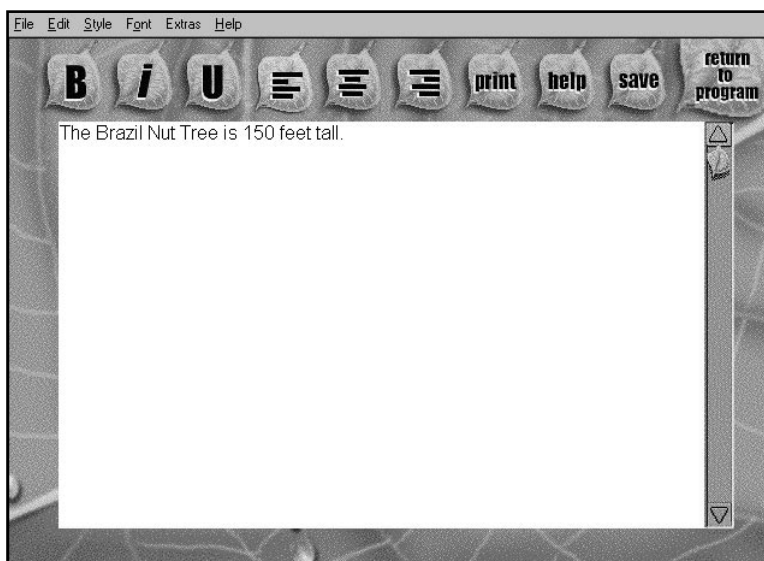 File Edit Style Font Extras Help
B i U print help save return
to
program
The Brazil Nut Tree is 150 feet tall.